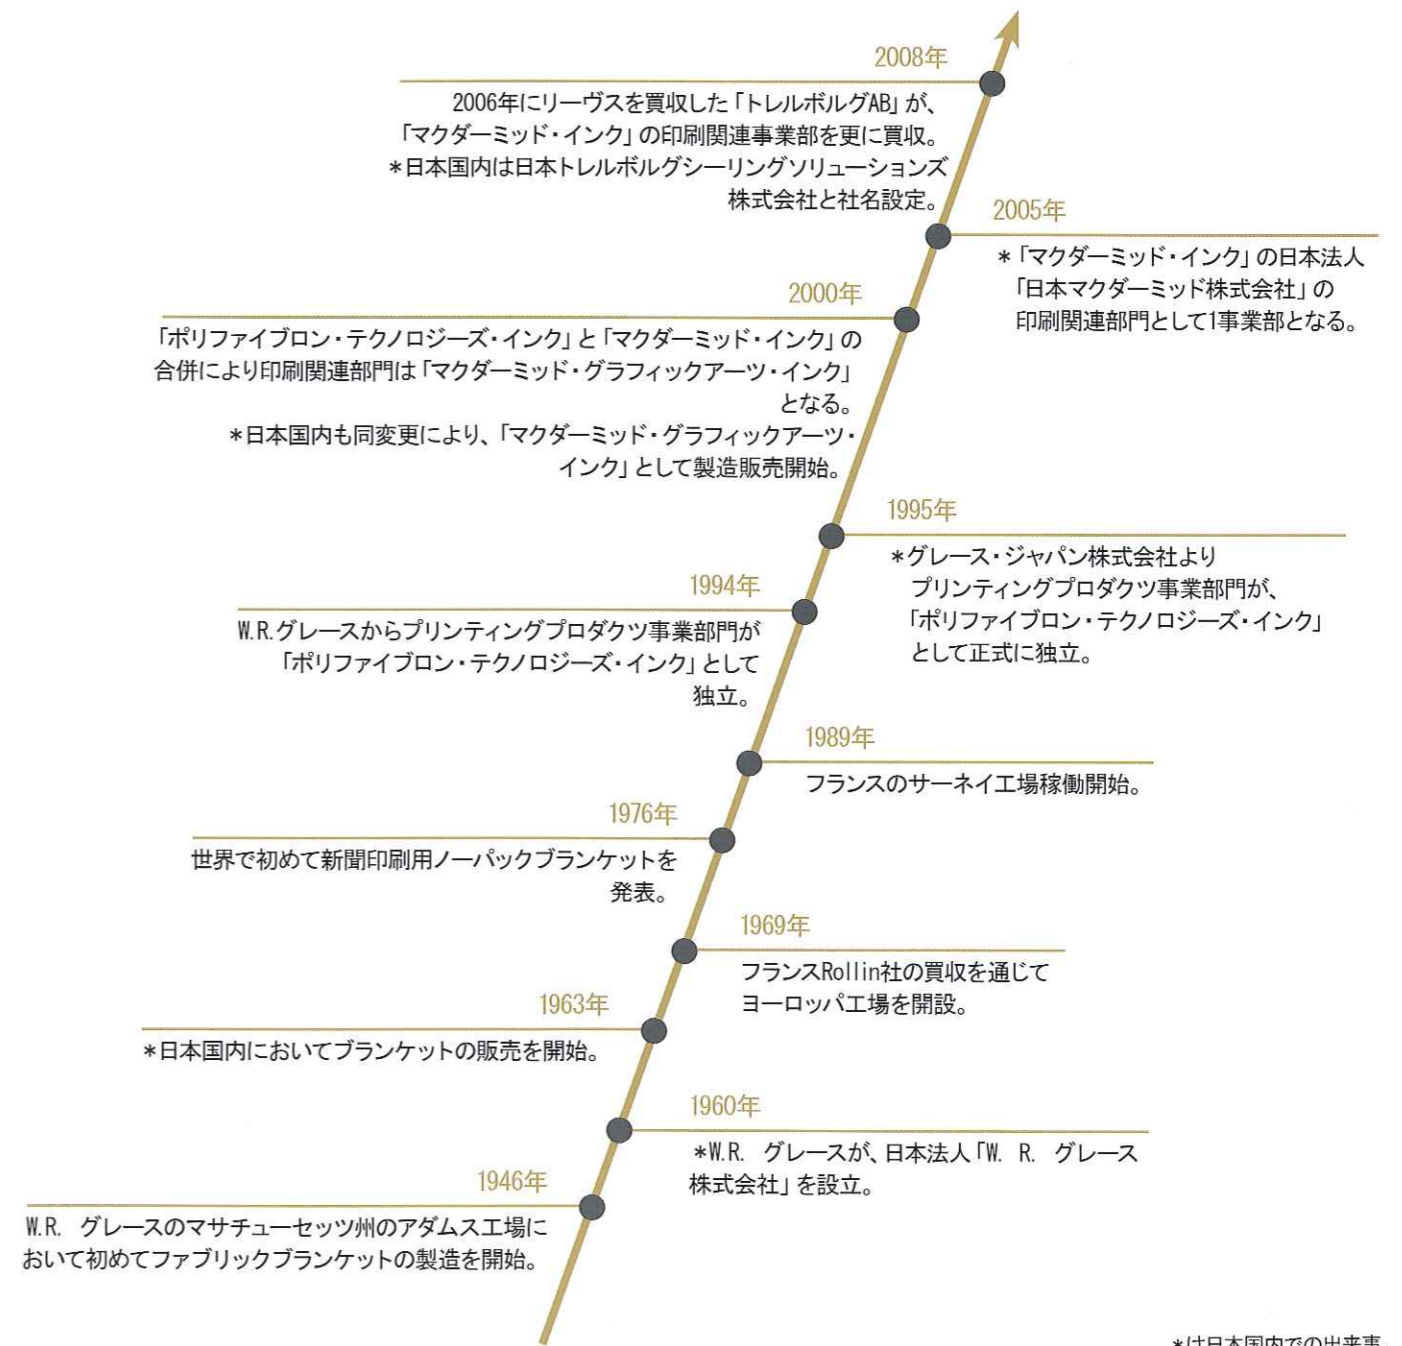 2008年
2006年にリーヴスを買収した「トレルボルグAB」が、
「マクダーミッド・インク」の印刷関連事業部を更に買収。
＊日本国内は日本トレルボルグシーリングソリューションズ
株式会社と社名設定。
2005年
＊「マクダーミッド・インク」の日本法人
「日本マクダーミッド株式会社」の
印刷関連部門として1事業部となる。
2000年
「ポリファイブロン・テクノロジーズ・インク」と「マクダーミッド・インク」の
合併により印刷関連部門は「マクダーミッド・グラフィックアーツ・インク」
となる。
＊日本国内も同変更により、「マクダーミッド・グラフィックアーツ・
インク」として製造販売開始。
1995年
＊グレース・ジャパン株式会社より
プリンティングプロダクツ事業部門が、
「ポリファイブロン・テクノロジーズ・インク」
として正式に独立。
1994年
W.R.グレースからプリンティングプロダクツ事業部門が
「ポリファイブロン・テクノロジーズ・インク」として
独立。
1989年
フランスのサーネイ工場稼働開始。
1976年
世界で初めて新聞印刷用ノーパックブランケットを
発表。
1969年
フランスRollin社の買収を通じて
ヨーロッパ工場を開設。
1963年
＊日本国内においてブランケットの販売を開始。
1960年
＊W.R. グレースが、日本法人「W. R. グレース
株式会社」を設立。
1946年
W.R. グレースのマサチューセッツ州のアダムス工場に
おいて初めてファブリックブランケットの製造を開始。
＊は日本国内での出来事